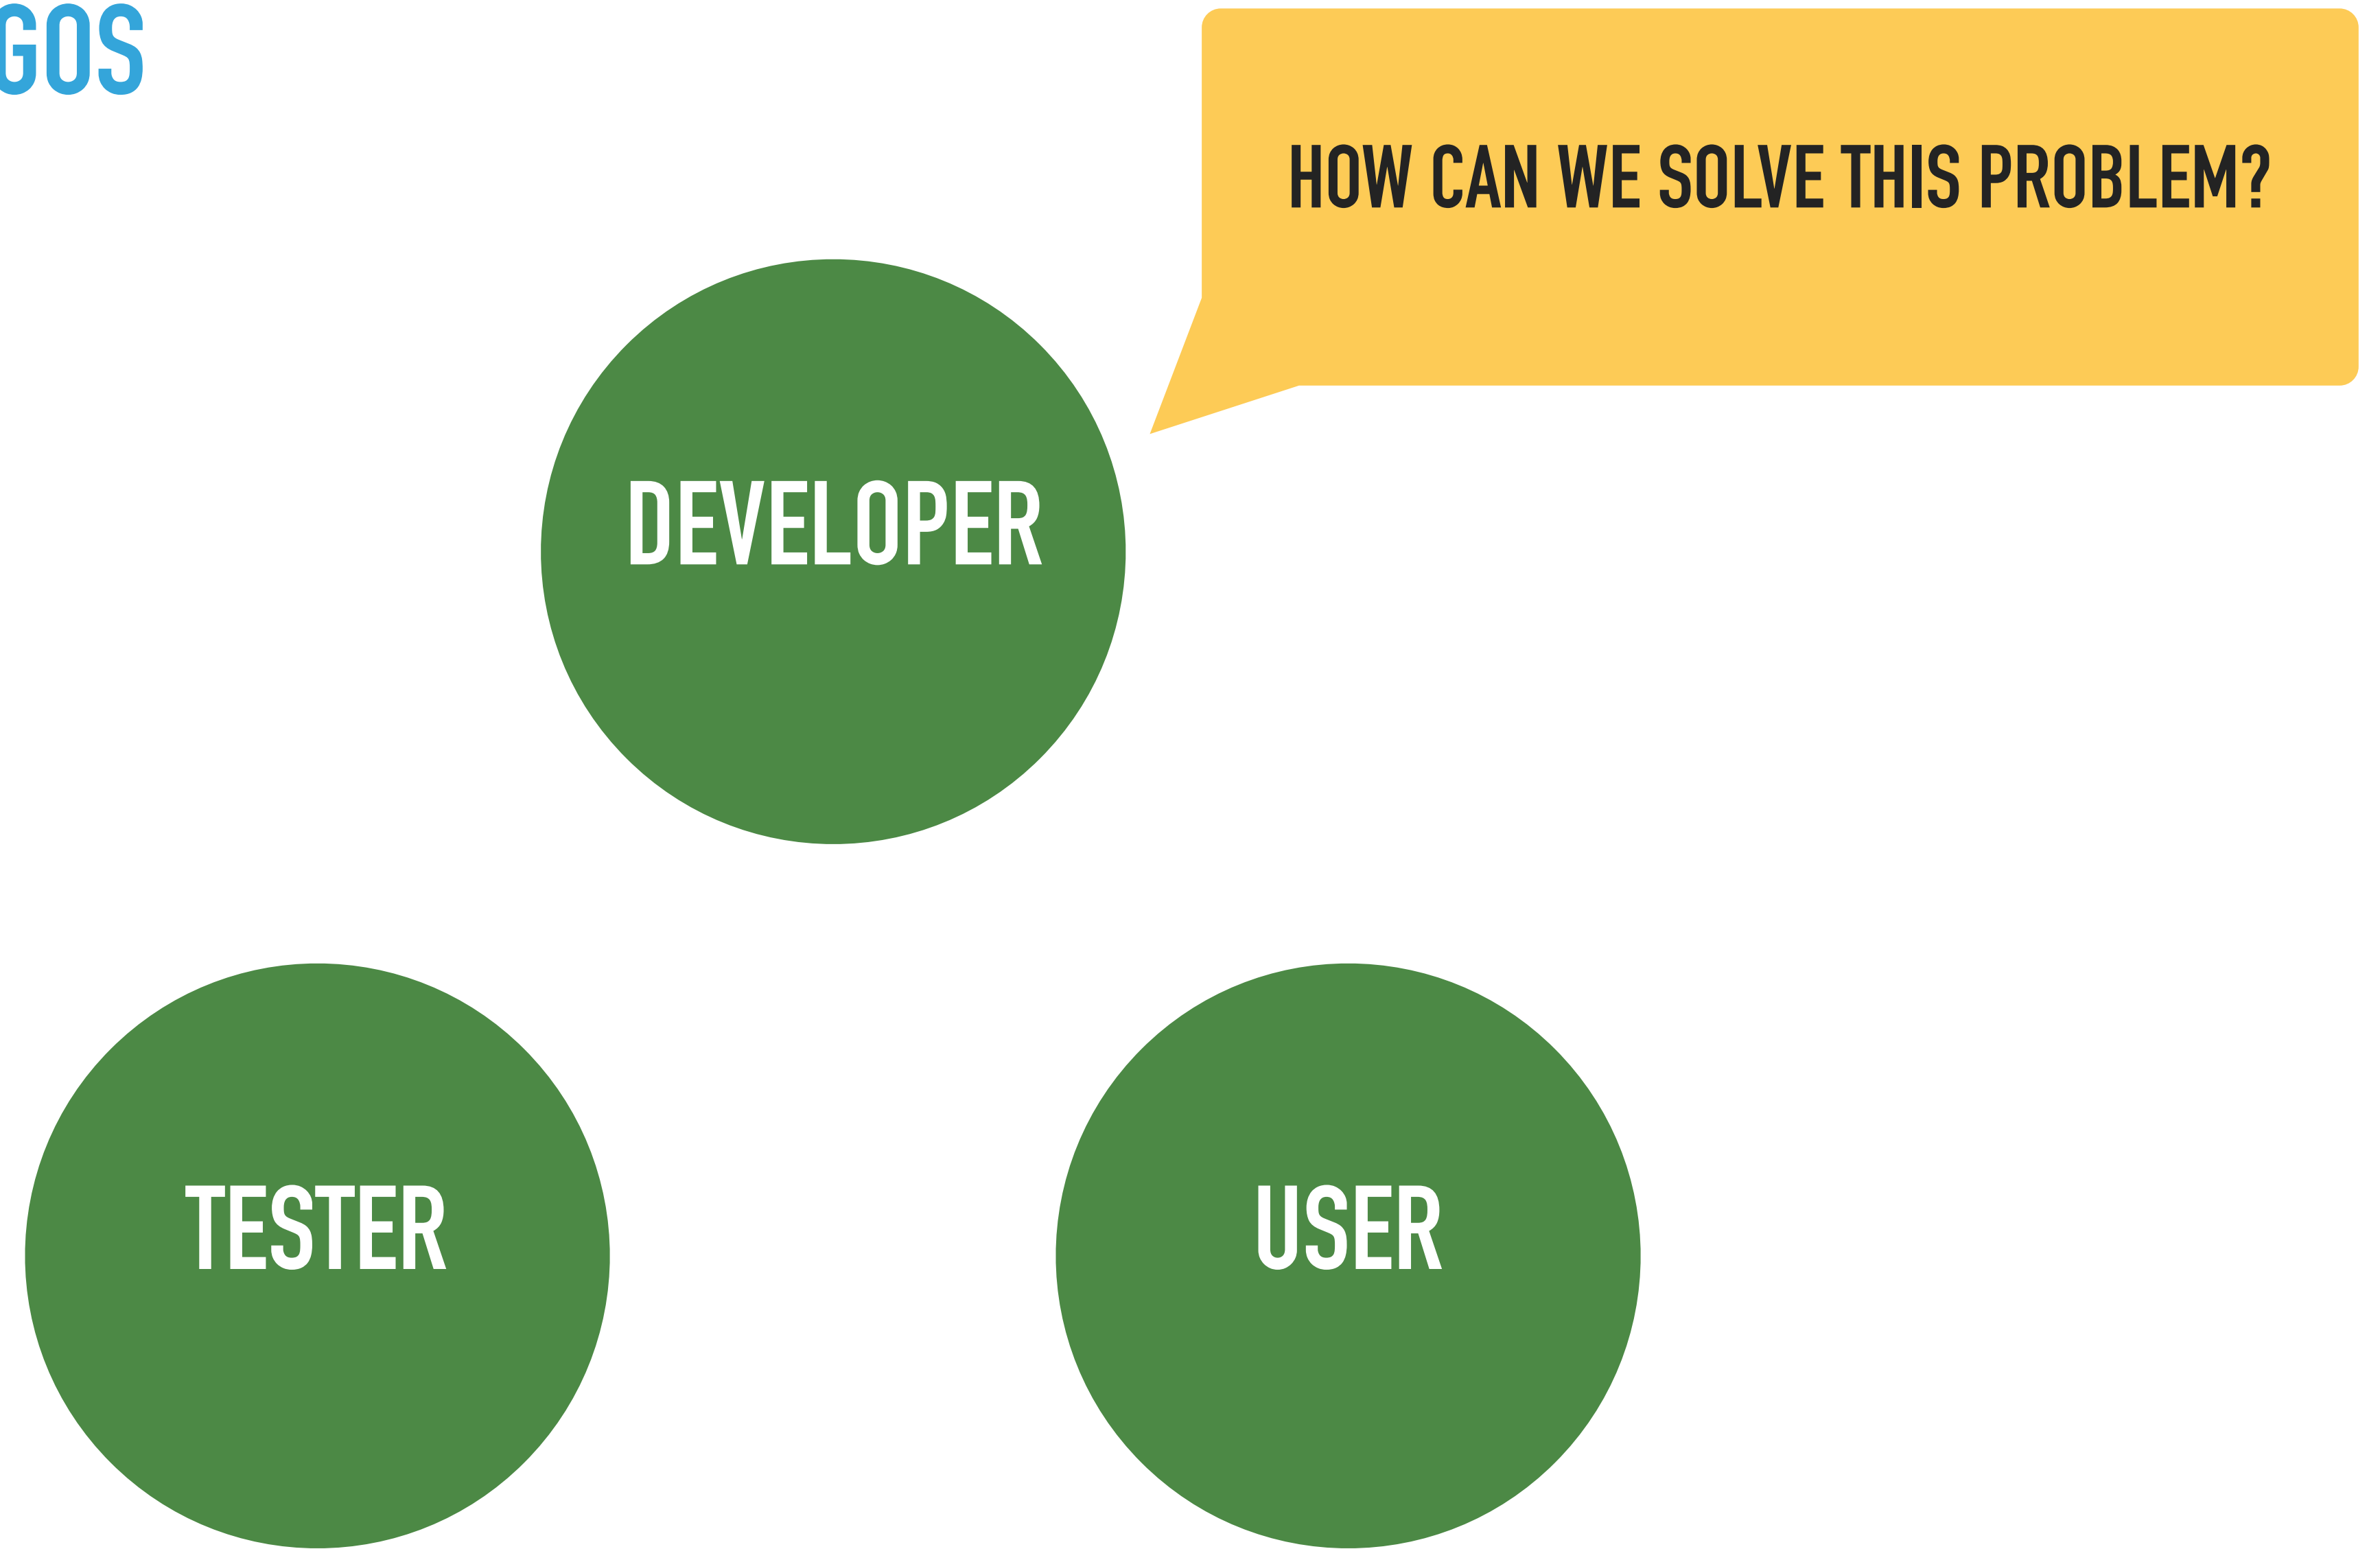 GOS
HOW CAN WE SOLVE THIS PROBLEM?
DEVELOPER
TESTER
USER